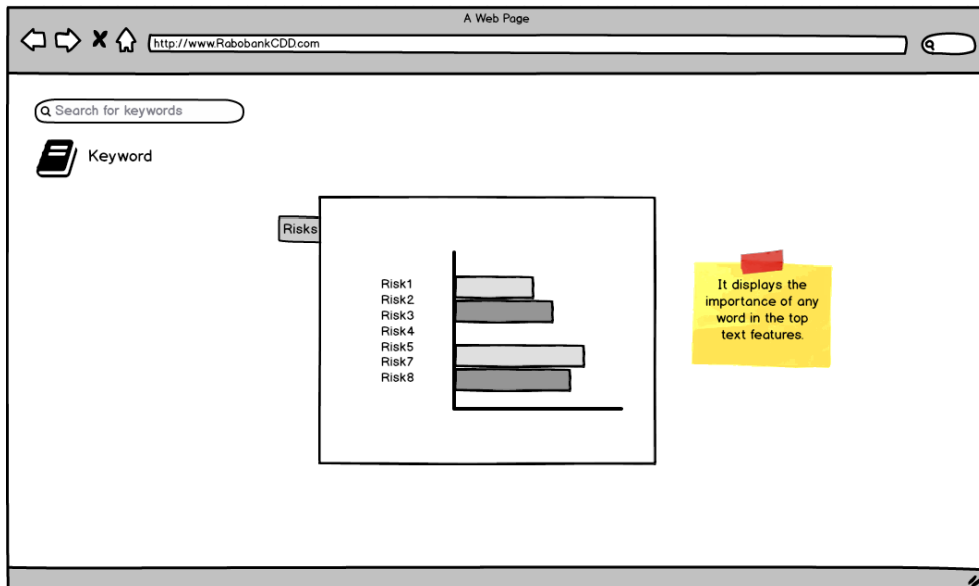 A Web Page
http://www.RabobankCDD.com
Search for keywords
Keyword
Risks
Risk1
Risk2
Risk3
Risk4
Risk5
Risk7
Risk8
It displays the
importance of any
word in the top
text features.